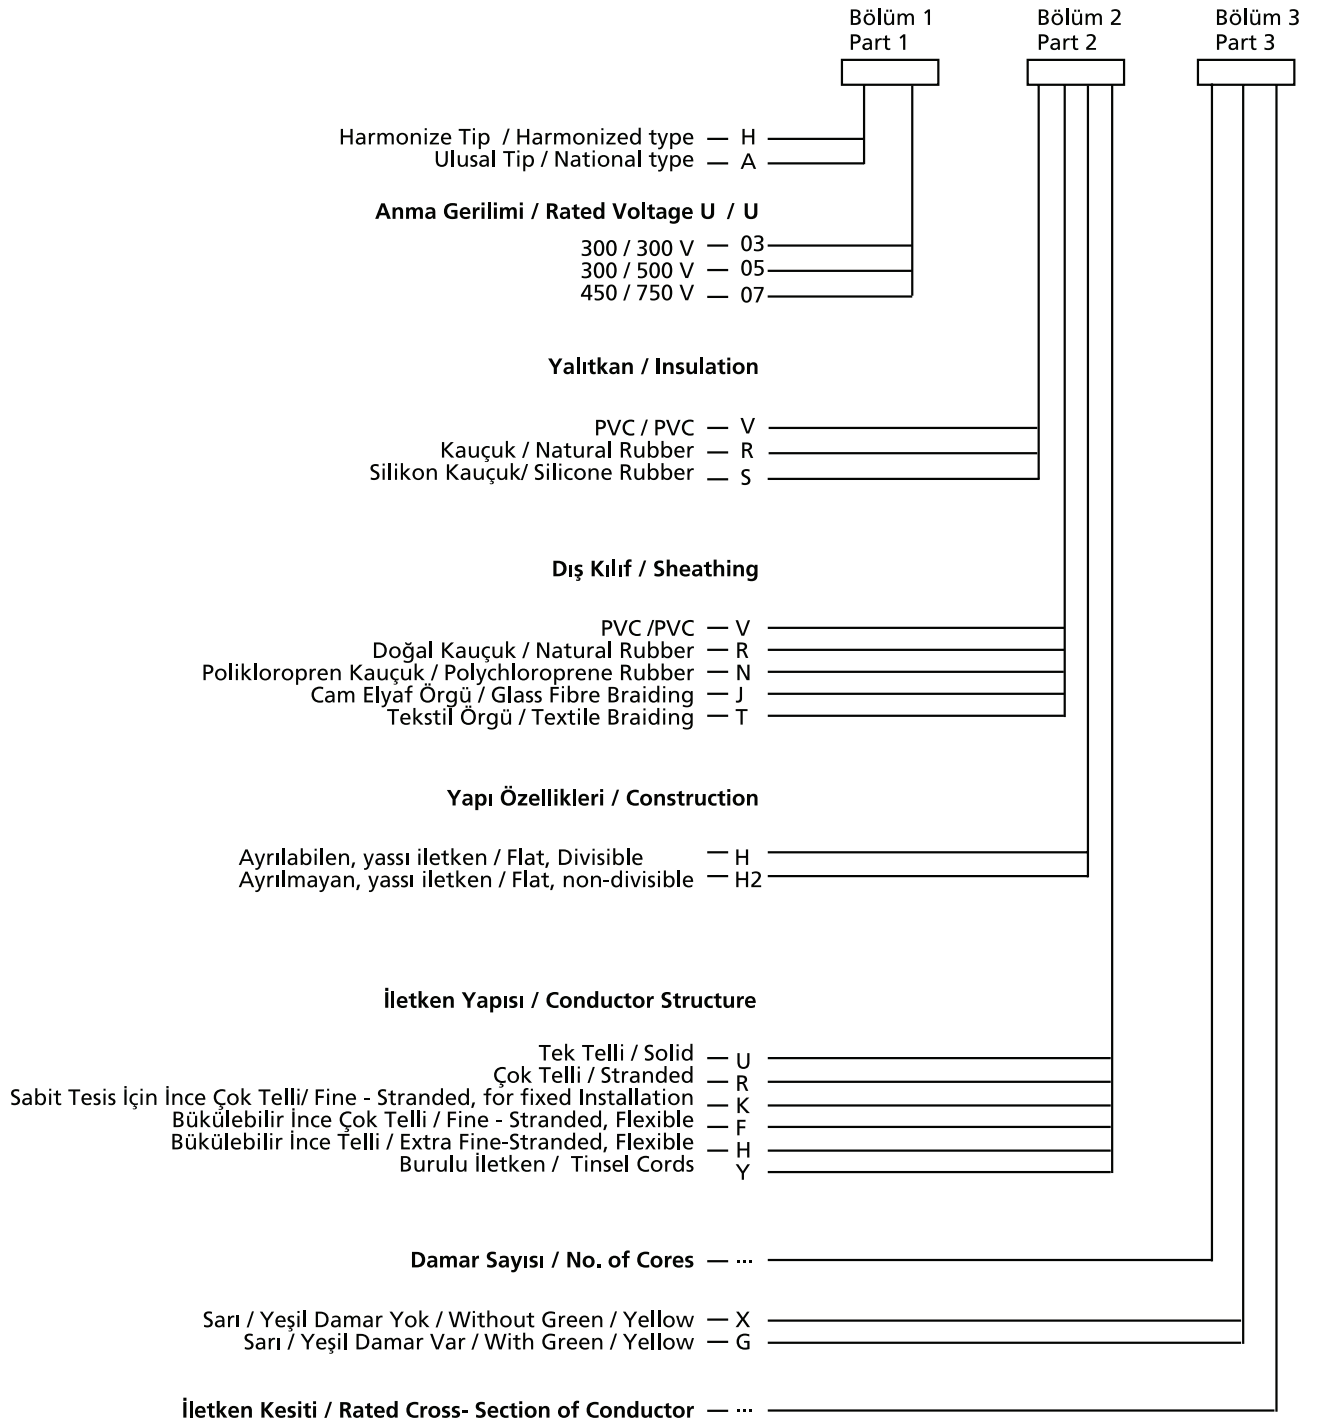 Bölüm 1 Bölüm 2 Bölüm 3
Part 1 Part 2 Part 3
Harmonize Tip / Harmonized type — H
Ulusal Tip / National type — A
Anma Gerilimi / Rated Voltage U / U
300 / 300 V — 03
300 / 500 V — 05
450 / 750 V — 07
Yalıtkan / Insulation
PVC / PVC — V
Kauçuk / Natural Rubber — R
Silikon Kauçuk/ Silicone Rubber — S
Dış Kılıf / Sheathing
PVC /PVC — V
Doğal Kauçuk / Natural Rubber — R
Polikloropren Kauçuk / Polychloroprene Rubber — N
Cam Elyaf Örgü / Glass Fibre Braiding — J
Tekstil Örgü / Textile Braiding — T
Yapı Özellikleri / Construction
Ayrılabilen, yassı iletken / Flat, Divisible — H
Ayrılmayan, yassı iletken / Flat, non-divisible — H2
İletken Yapısı / Conductor Structure
Tek Telli / Solid — U
Çok Telli / Stranded — R
Sabit Tesis İçin İnce Çok Telli/ Fine - Stranded, for fixed Installation — K
Bükülebilir İnce Çok Telli / Fine - Stranded, Flexible — F
Bükülebilir İnce Telli / Extra Fine-Stranded, Flexible — H
Burulu İletken / Tinsel Cords Y
Damar Sayısı / No. of Cores — ...
Sarı / Yeşil Damar Yok / Without Green / Yellow — X
Sarı / Yeşil Damar Var / With Green / Yellow — G
İletken Kesiti / Rated Cross- Section of Conductor — ...